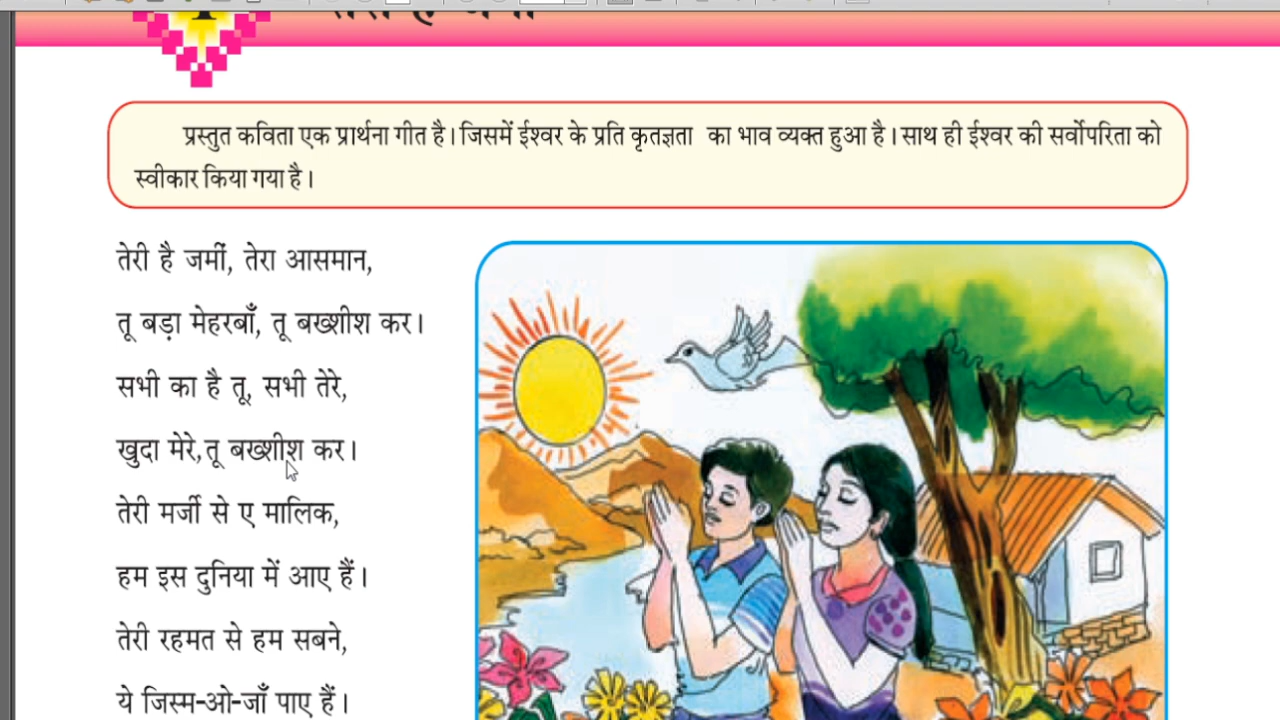 प्रस्तुत कविता एक प्रार्थना गीत है। जिसमें ईश्वर के प्रति कृतज्ञता का भाव व्यक्त हुआ है। साथ ही ईश्वर की सर्वोपरिता को
स्वीकार किया गया है।
तेरी है जमीं, तेरा आसमान,
तू बड़ा मेहरबाँ, तू बख्शीश कर।
सभी का है तू, सभी तेरे,
खुदा मेरे, तू बख्शीश कर।
तेरी मर्जी से ए मालिक,
हम इस दुनिया में आए हैं।
तेरी रहमत से हम सबने,
ये जिस्म-ओ-जाँ पाए हैं।